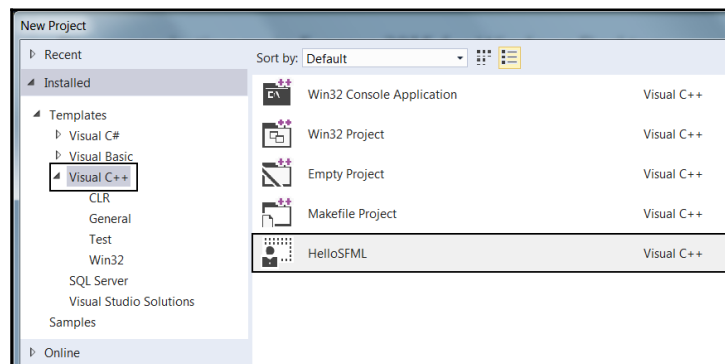 New Project
Recent
Sort by: Default
Installed
Templates
Visual C#
Visual Basic
Visual C++
CLR
General
Test
Win32
SQL Server
Visual Studio Solutions
Samples
Online
Win32 Console Application Visual C++
Win32 Project Visual C++
Empty Project Visual C++
Makefile Project Visual C++
HelloSFML Visual C++